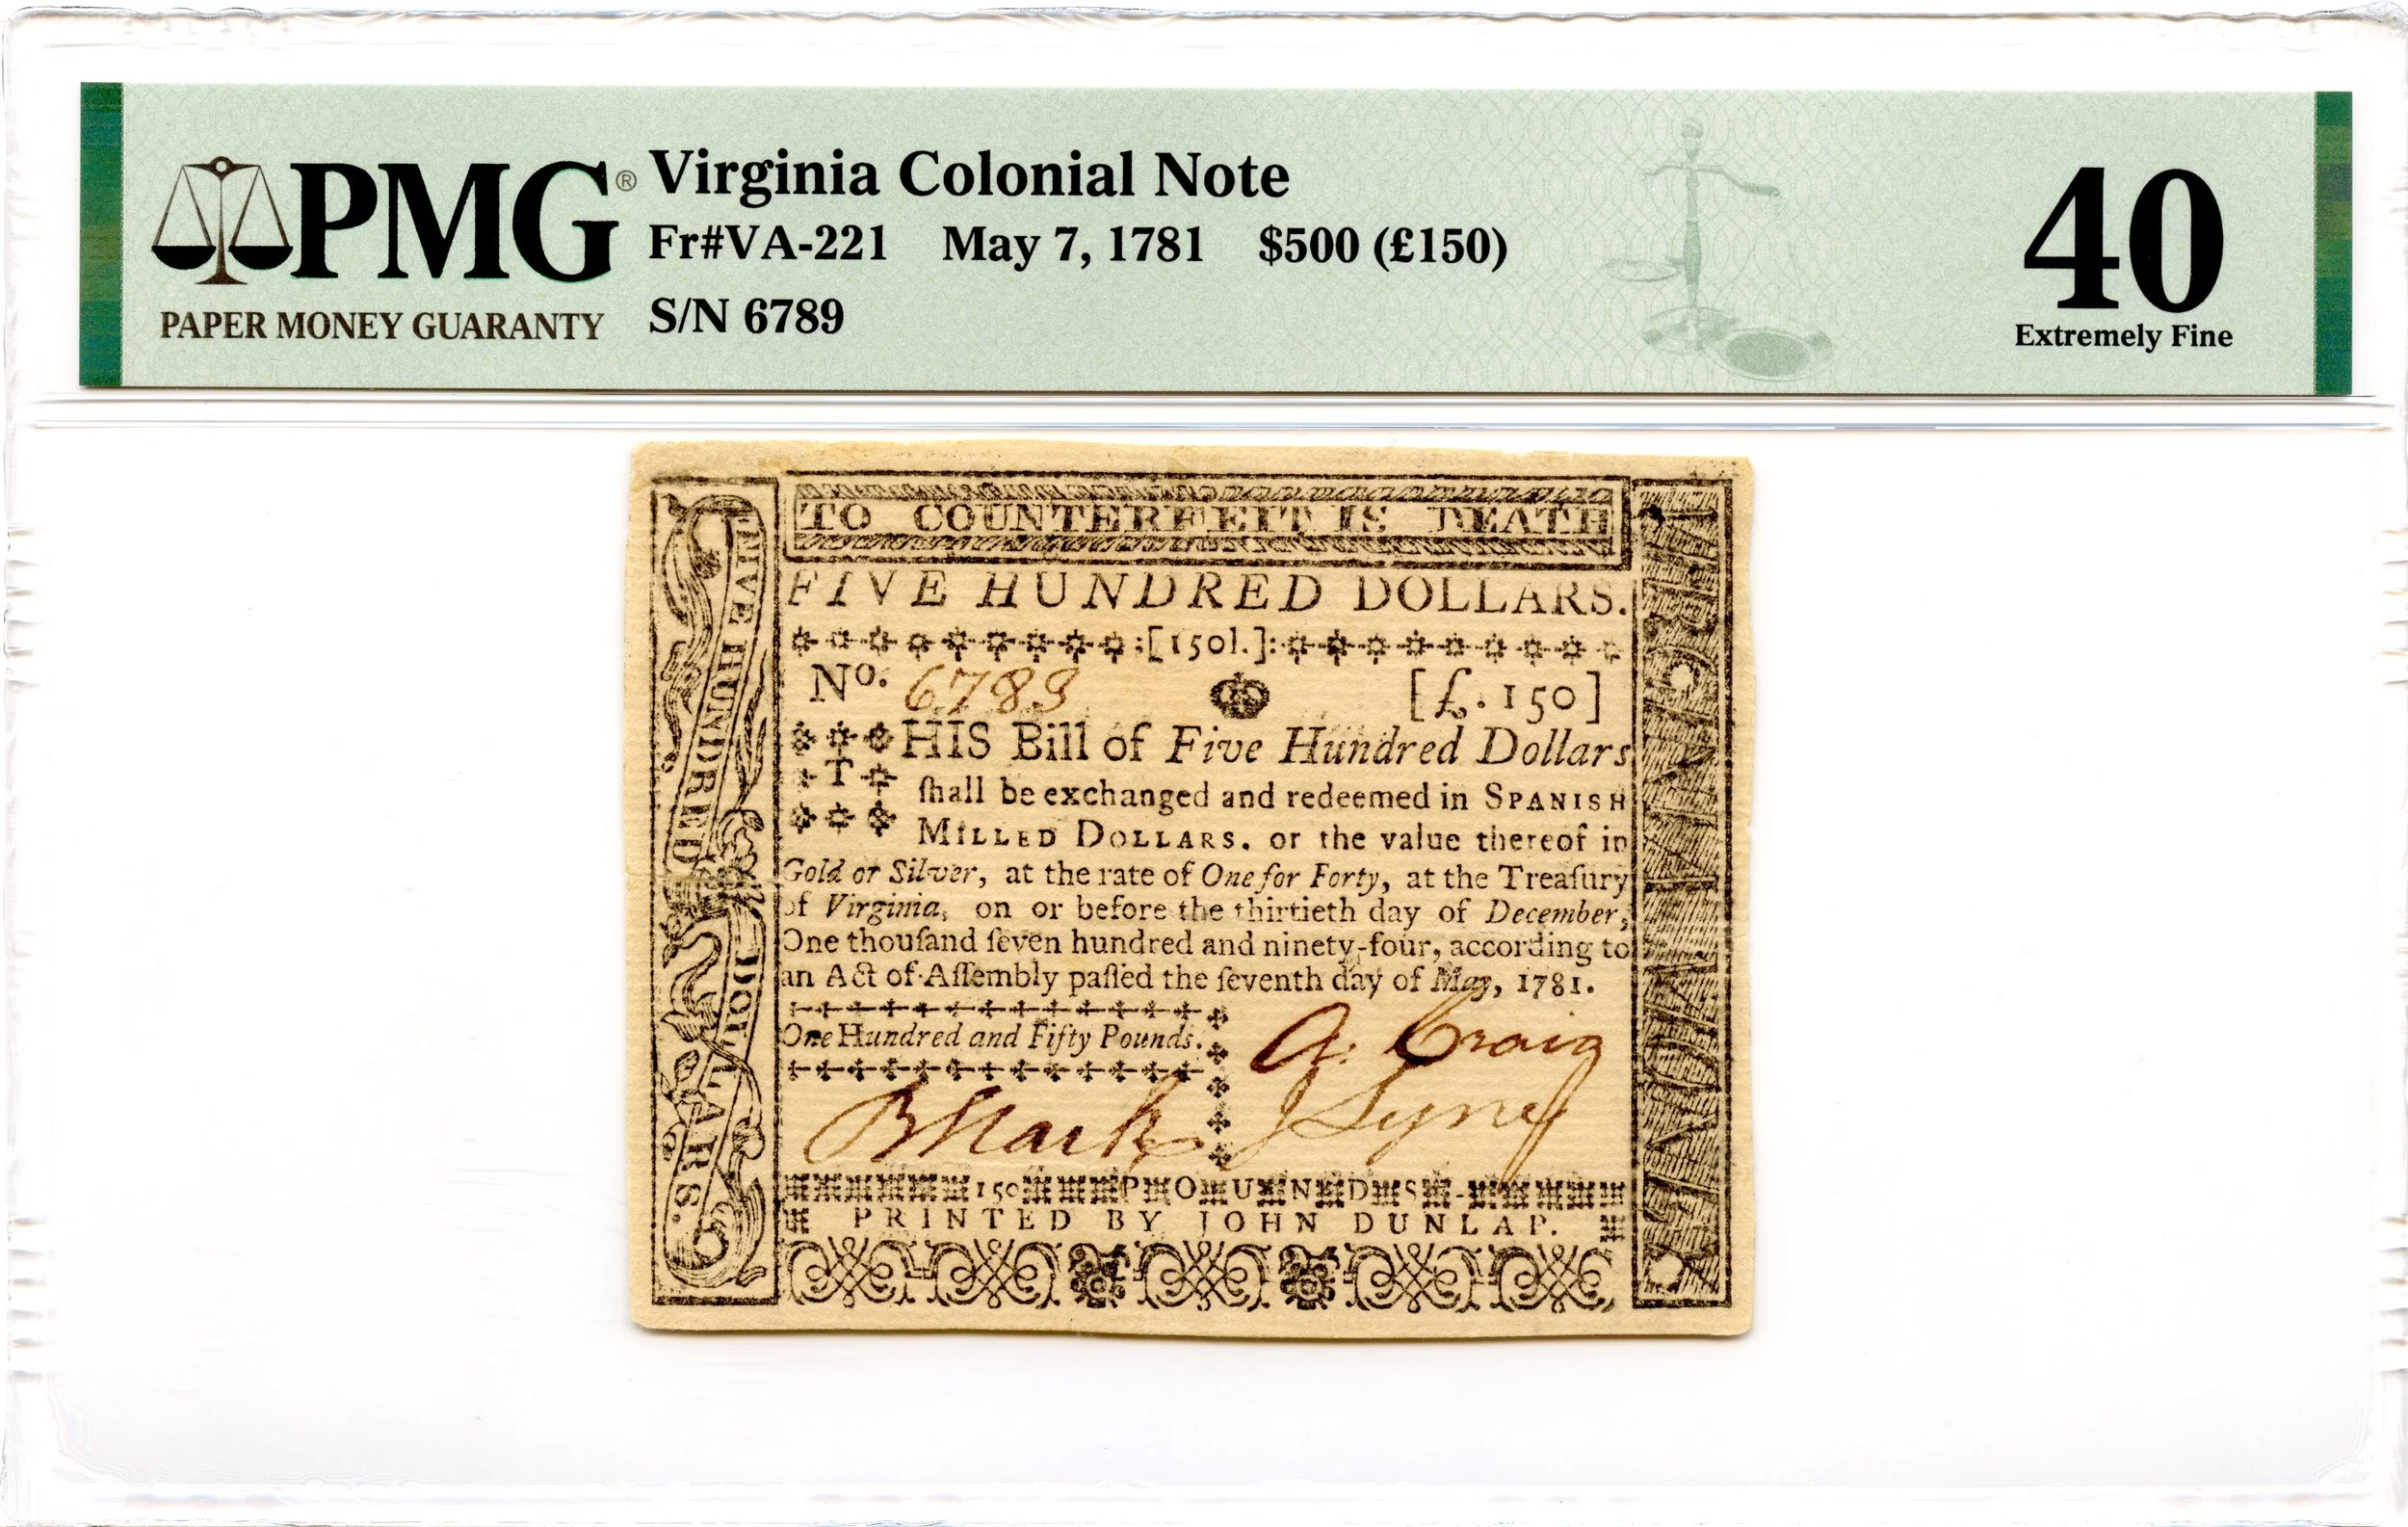 PMG®
PAPER MONEY GUARANTY
Virginia Colonial Note
Fr#VA-221 May 7, 1781 $500 (£150)
S/N 6789
40
Extremely Fine
TO COUNTERFEIT IS DEATH
FIVE HUNDRED DOLLARS.
:[150l.]:
No. 6789 [£.150]
THIS Bill of Five Hundred Dollars
ſhall be exchanged and redeemed in SPANISH
MILLED DOLLARS. or the value thereof in
Gold or Silver, at the rate of One for Forty, at the Treaſury
of Virginia, on or before the thirtieth day of December,
One thouſand ſeven hundred and ninety-four, according to
an Act of Aſſembly paſſed the ſeventh day of May, 1781.
One Hundred and Fifty Pounds.
A. Craig
150 POUNDS
PRINTED BY JOHN DUNLAP.
FIVE HUNDRED DOLLARS.
VIRGINIA